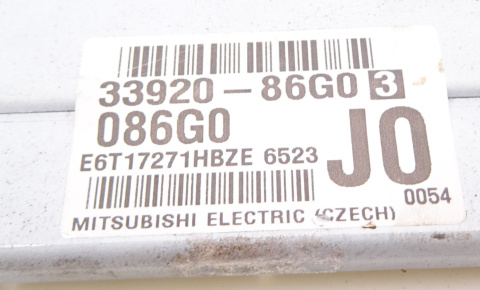 33920-86G0 3
086G0
J0
E6T17271HBZE 6523
0054
MITSUBISHI ELECTRIC (CZECH)